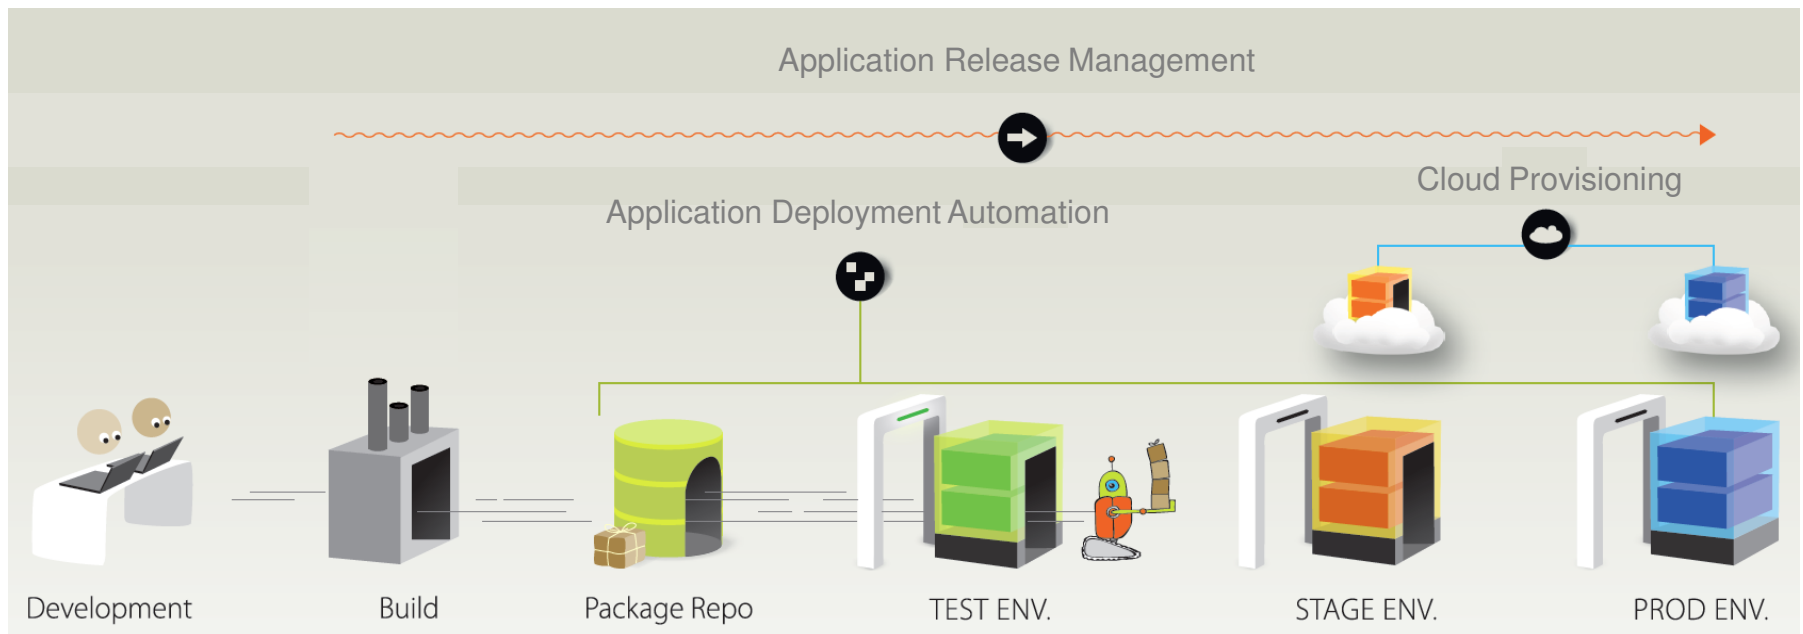 Application Release Management
Cloud Provisioning
Application Deployment Automation
Development
Build
Package Repo
TEST ENV.
STAGE ENV.
PROD ENV.